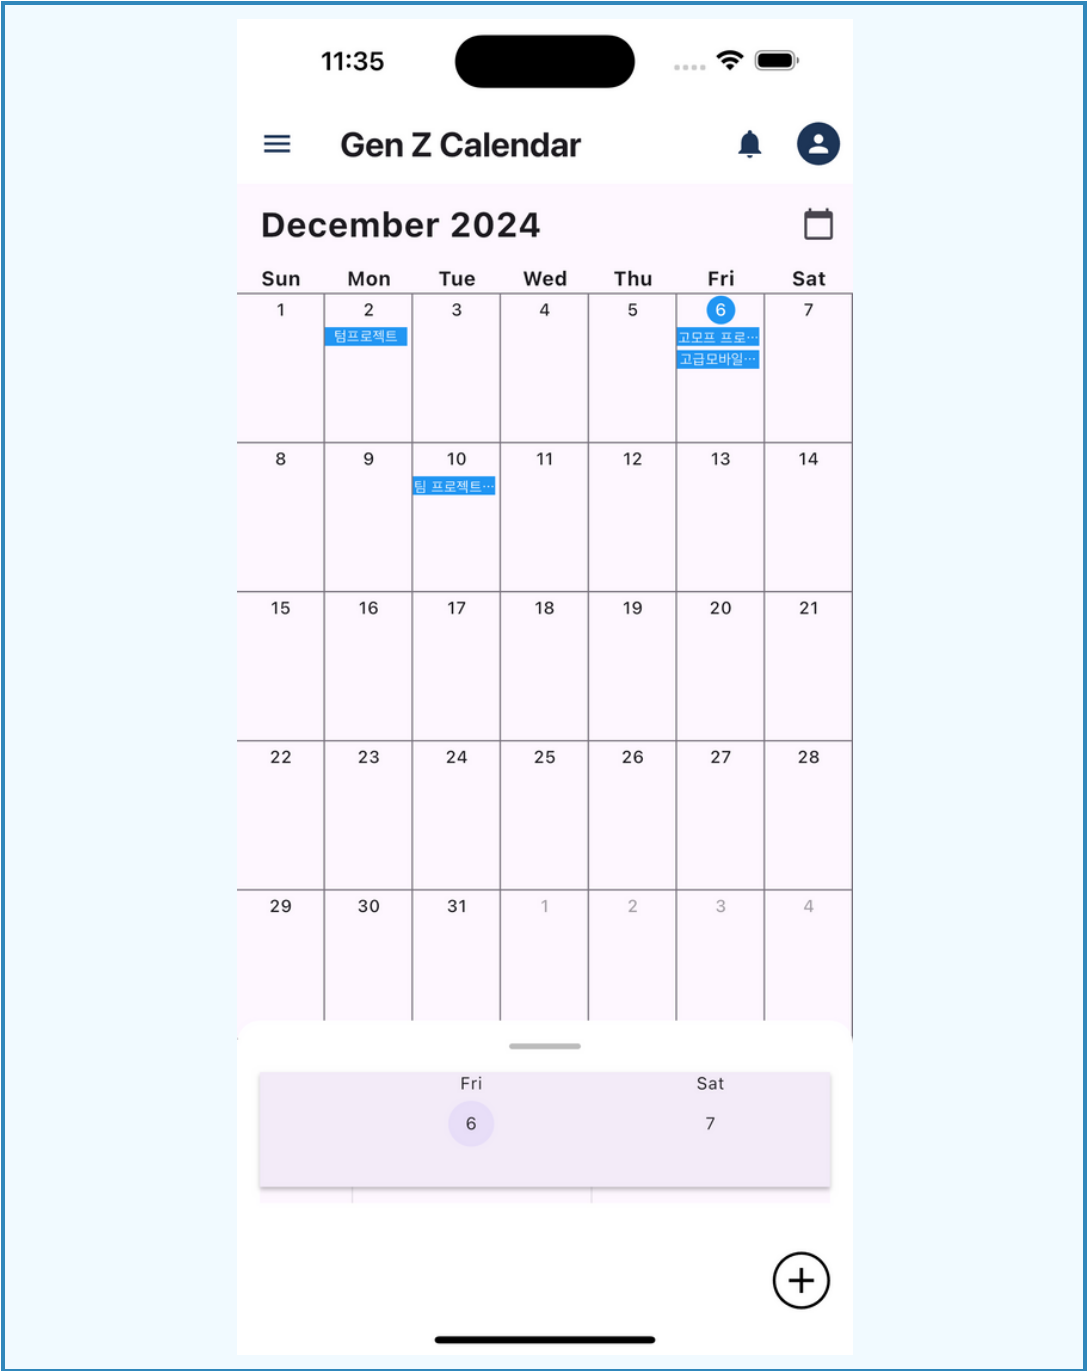 11:35
Gen Z Calendar
December 2024
Sun Mon Tue Wed Thu Fri Sat
1 2 3 4 5 6 7
텀프로젝트 고모프 프로…
고급모바일…
8 9 10 11 12 13 14
팀 프로젝트…
15 16 17 18 19 20 21
22 23 24 25 26 27 28
29 30 31 1 2 3 4
Fri Sat
6 7